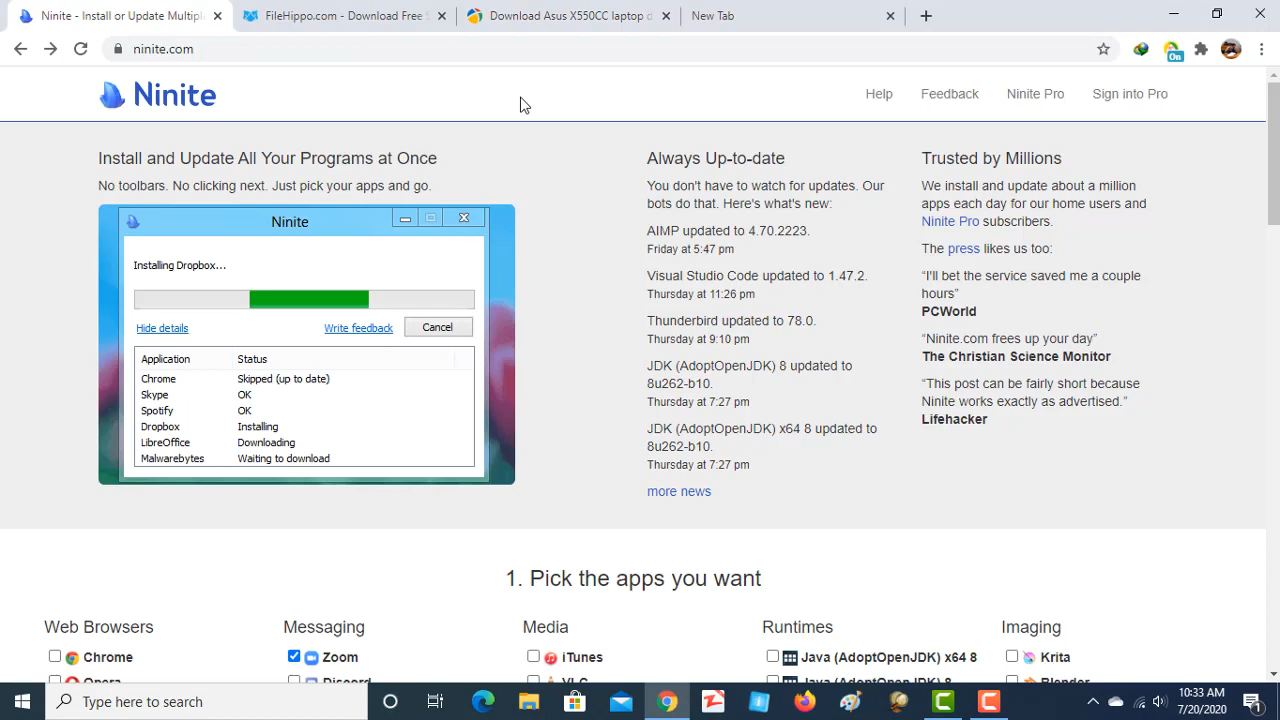 Ninite - Install or Update Multipl
FileHippo.com - Download Free S
Download Asus X550CC laptop d
New Tab
ninite.com
On
Ninite
Help
Feedback
Ninite Pro
Sign into Pro
Install and Update All Your Programs at Once
No toolbars. No clicking next. Just pick your apps and go.
Ninite
Installing Dropbox...
Hide details
Write feedback
Cancel
Application Status
Chrome Skipped (up to date)
Skype OK
Spotify OK
Dropbox Installing
LibreOffice Downloading
Malwarebytes Waiting to download
Always Up-to-date
You don't have to watch for updates. Our
bots do that. Here's what's new:
AIMP updated to 4.70.2223.
Friday at 5:47 pm
Visual Studio Code updated to 1.47.2.
Thursday at 11:26 pm
Thunderbird updated to 78.0.
Thursday at 9:10 pm
JDK (AdoptOpenJDK) 8 updated to
8u262-b10.
Thursday at 7:27 pm
JDK (AdoptOpenJDK) x64 8 updated to
8u262-b10.
Thursday at 7:27 pm
more news
Trusted by Millions
We install and update about a million
apps each day for our home users and
Ninite Pro subscribers.
The press likes us too:
“I'll bet the service saved me a couple
hours”
PCWorld
“Ninite.com frees up your day”
The Christian Science Monitor
“This post can be fairly short because
Ninite works exactly as advertised.”
Lifehacker
1. Pick the apps you want
Web Browsers
Chrome
Opera
Messaging
Zoom
Discord
Media
iTunes
VLC
Runtimes
Java (AdoptOpenJDK) x64 8
Java (AdoptOpenJDK) 8
Imaging
Krita
Blender
Type here to search
10:33 AM
7/20/2020
1